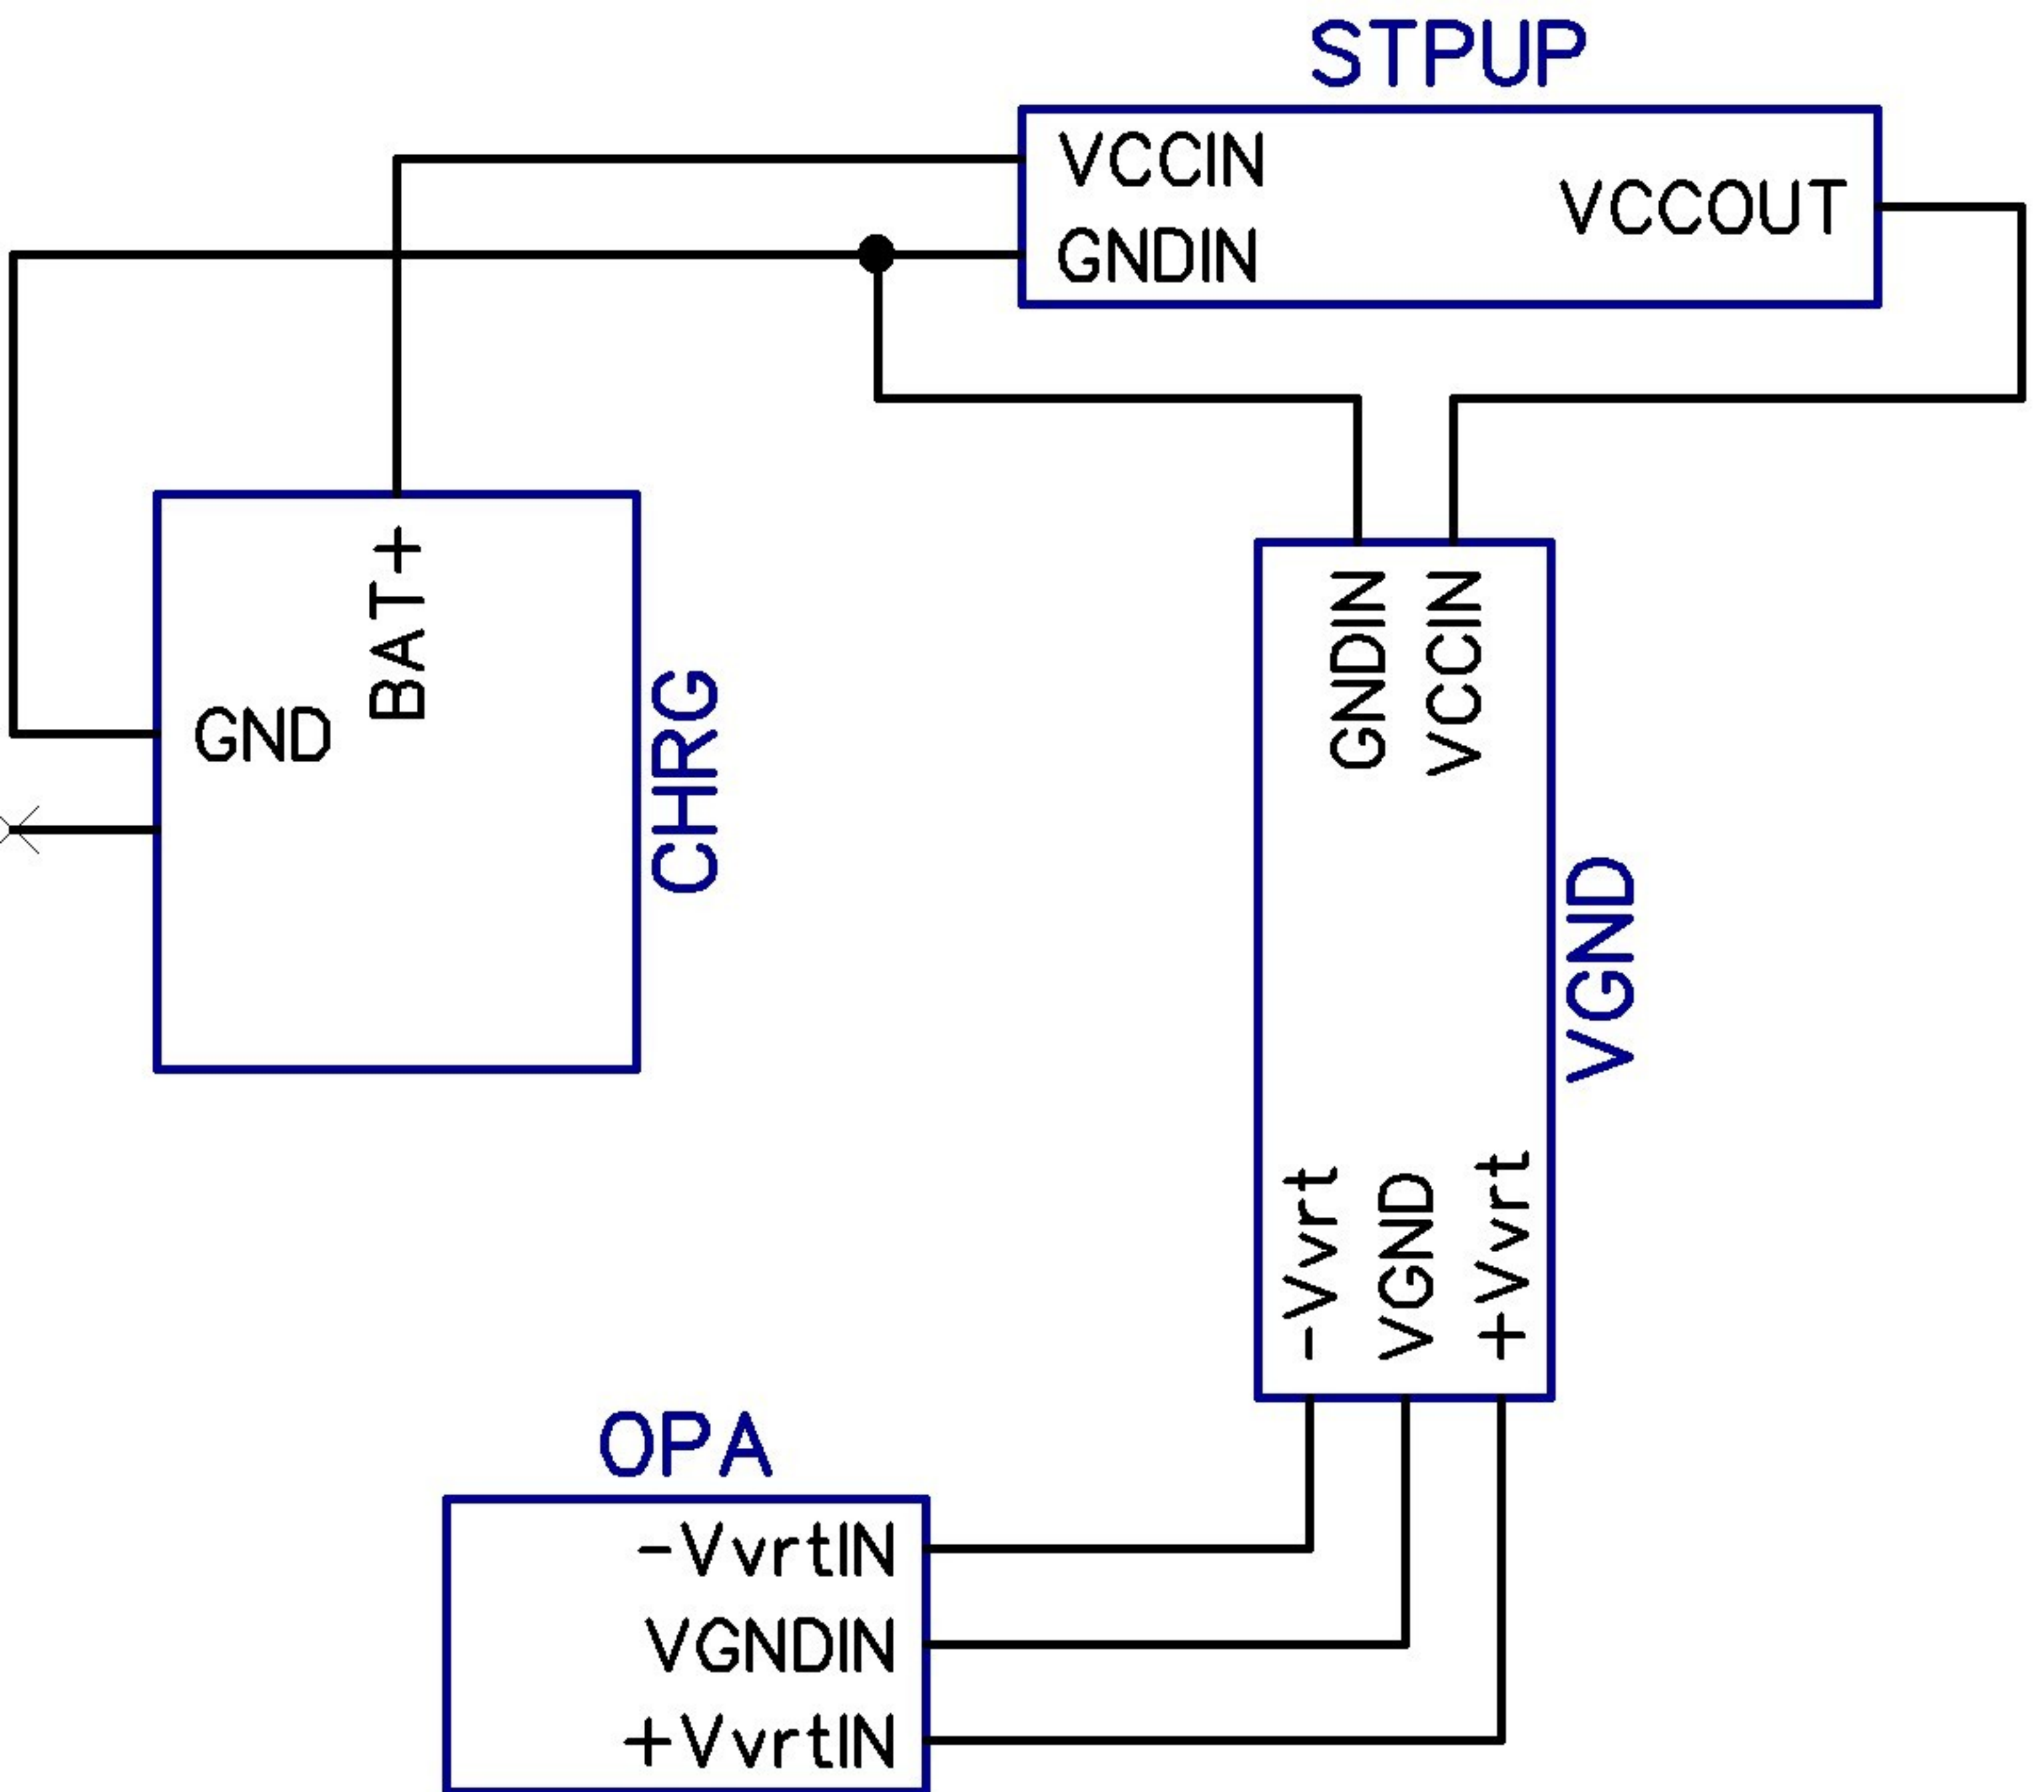 STPUP
VCCIN
GNDIN
VCCOUT
BAT+
GND
CHRG
GNDIN
VCCIN
VGND
-Vvrt
VGND
+Vvrt
OPA
-VvrtIN
VGNDIN
+VvrtIN